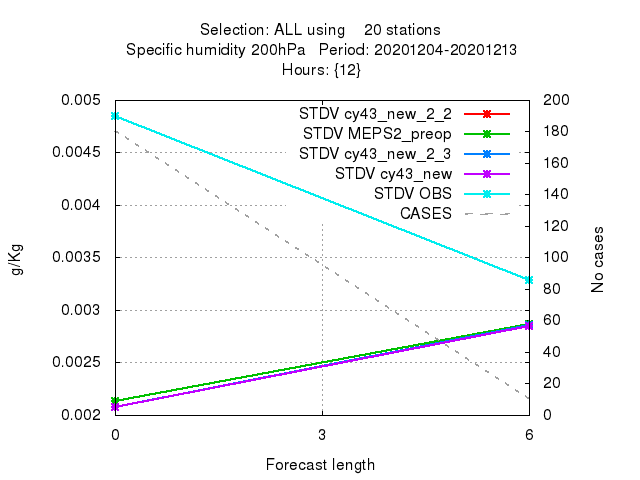 Selection: ALL using    20 stations
Specific humidity 200hPa   Period: 20201204-20201213
Hours: {12}
STDV cy43_new_2_2
STDV MEPS2_preop
STDV cy43_new_2_3
STDV cy43_new
STDV OBS
CASES
0.005
0.0045
0.004
0.0035
0.003
0.0025
0.002
g/Kg
200
180
160
140
120
100
80
60
40
20
0
No cases
0
3
6
Forecast length